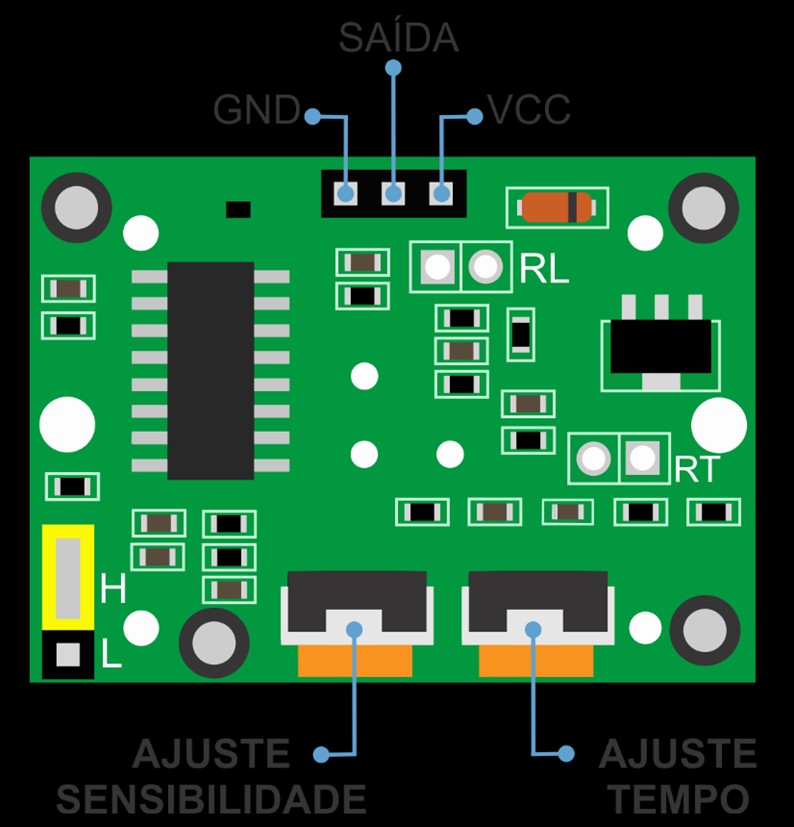 SAÍDA
GND
VCC
RL
RT
H
L
AJUSTE
SENSIBILIDADE
AJUSTE
TEMPO